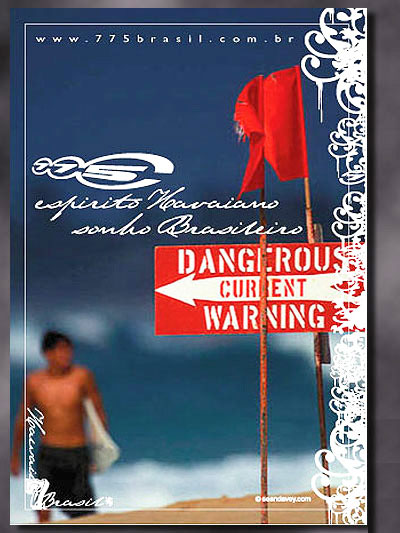 www.775brasil.com.br
775
espirito Havaiano
sonho Brasileiro
DANGEROUS
CURRENT
WARNING
Brasil
© seandavey.com